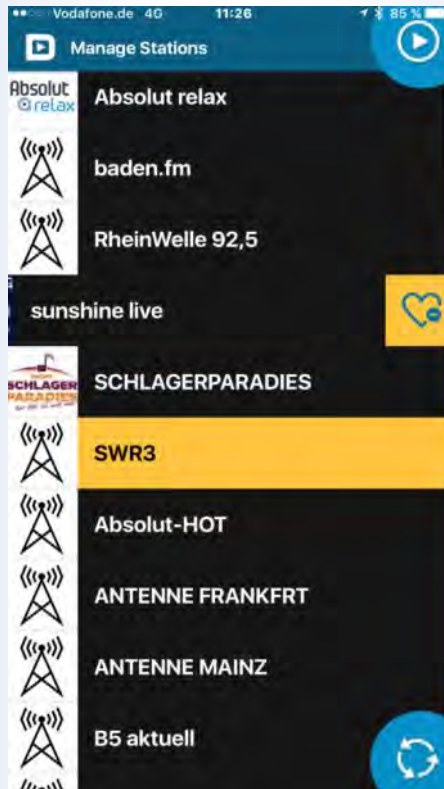 Vodafone.de 4G 11:26 85 %
Manage Stations
Absolut relax
Absolut relax
baden.fm
RheinWelle 92,5
sunshine live
SCHLAGER PARADIES
SCHLAGERPARADIES
SWR3
Absolut-HOT
ANTENNE FRANKFRT
ANTENNE MAINZ
B5 aktuell